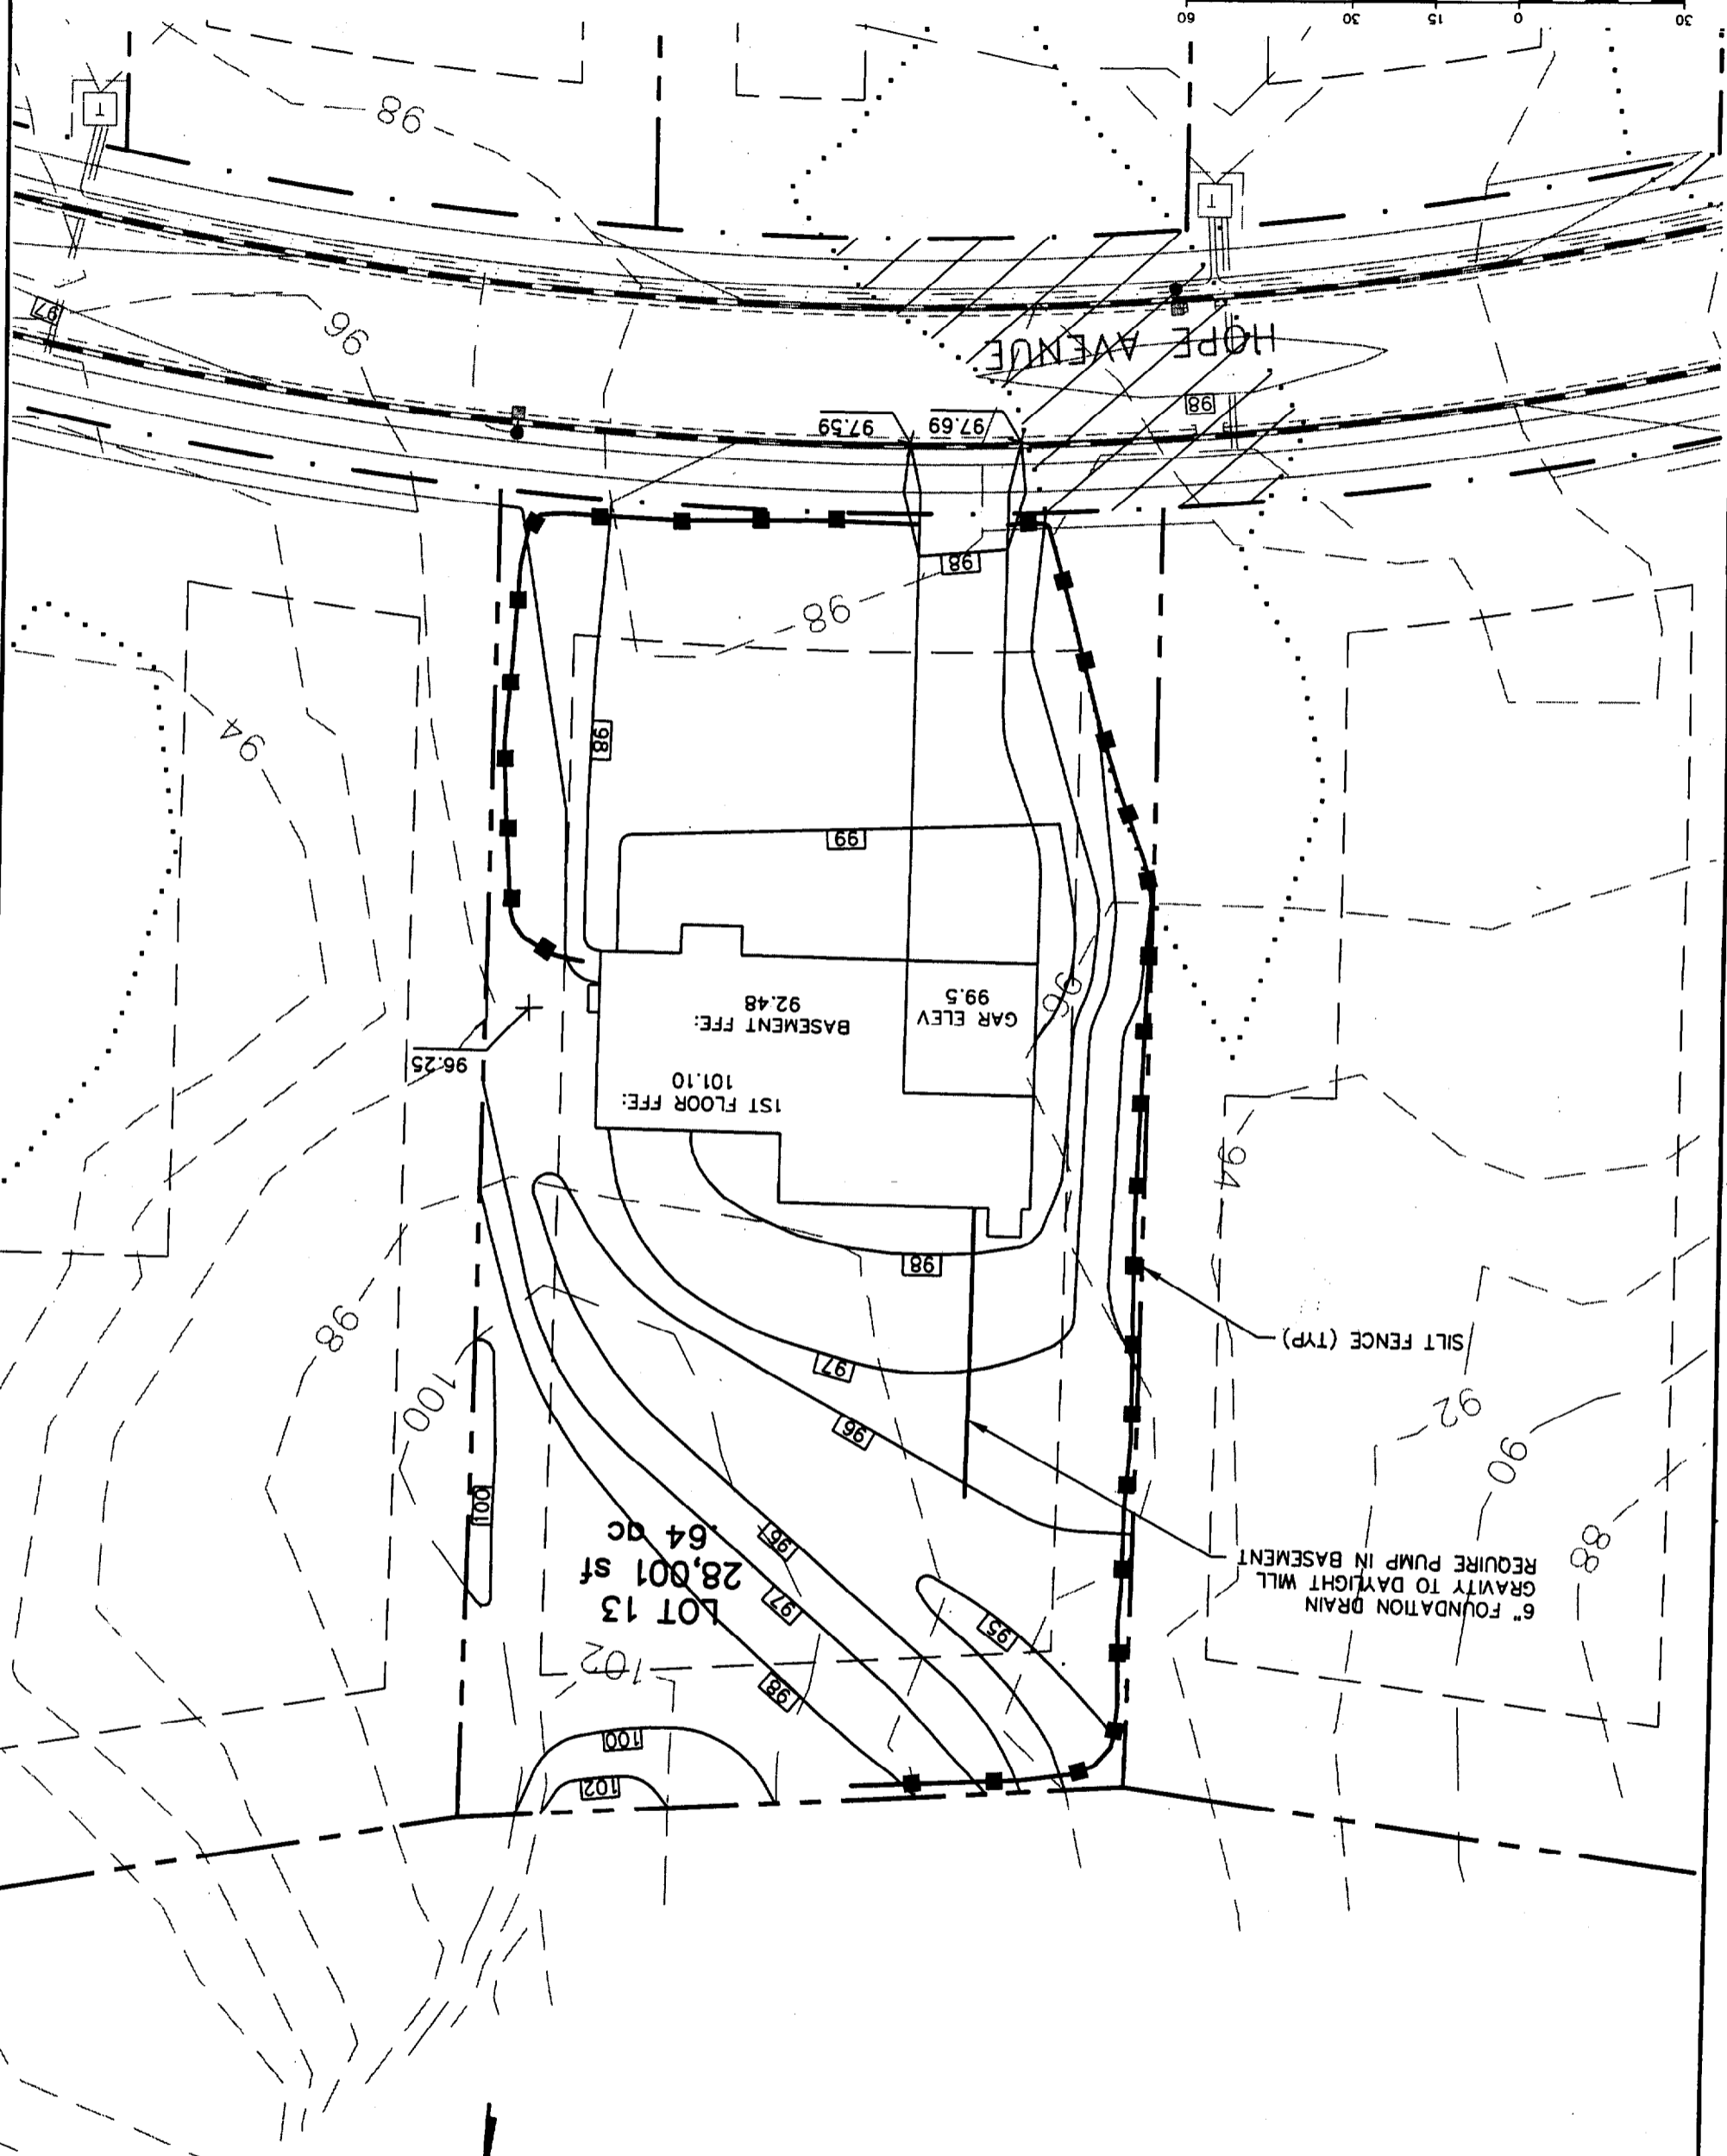 102
100
98
102
LOT 13
28,001 sf
.64 ac
95
97
96
6" FOUNDATION DRAIN
GRAVITY TO DAYLIGHT WILL
REQUIRE PUMP IN BASEMENT
88
90
92
100
100
96
97
SILT FENCE (TYP)
98
98
94
1ST FLOOR FFE:
101.10
96.25
BASEMENT FFE:
92.48
GAR ELEV
99.5
96
99
98
94
98
98
97.69
97.59
98
HOPE AVENUE
96
97
T
T
98
30
0
15
30
60